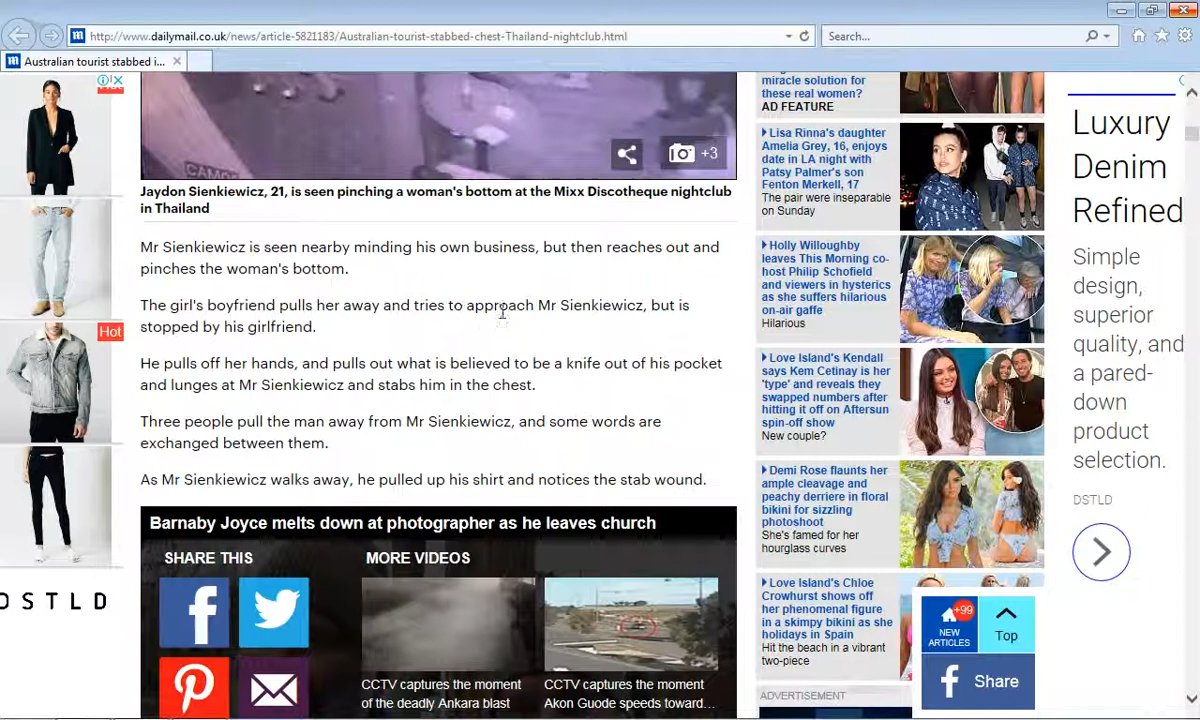 http://www.dailymail.co.uk/news/article-5821183/Australian-tourist-stabbed-chest-Thailand-nightclub.html
Search...
Australian tourist stabbed i...
Hot
+3
Jaydon Sienkiewicz, 21, is seen pinching a woman's bottom at the Mixx Discotheque nightclub
in Thailand
Mr Sienkiewicz is seen nearby minding his own business, but then reaches out and
pinches the woman's bottom.
The girl's boyfriend pulls her away and tries to approach Mr Sienkiewicz, but is
stopped by his girlfriend.
He pulls off her hands, and pulls out what is believed to be a knife out of his pocket
and lunges at Mr Sienkiewicz and stabs him in the chest.
Three people pull the man away from Mr Sienkiewicz, and some words are
exchanged between them.
As Mr Sienkiewicz walks away, he pulled up his shirt and notices the stab wound.
Barnaby Joyce melts down at photographer as he leaves church
SHARE THIS
MORE VIDEOS
CCTV captures the moment
of the deadly Ankara blast
CCTV captures the moment
Akon Guode speeds toward...
DSTLD
miracle solution for
these real women?
AD FEATURE
Lisa Rinna's daughter
Amelia Grey, 16, enjoys
date in LA night with
Patsy Palmer's son
Fenton Merkell, 17
The pair were inseparable
on Sunday
Holly Willoughby
leaves This Morning co-
host Philip Schofield
and viewers in hysterics
as she suffers hilarious
on-air gaffe
Hilarious
Love Island's Kendall
says Kem Cetinay is her
'type' and reveals they
swapped numbers after
hitting it off on Aftersun
spin-off show
New couple?
Demi Rose flaunts her
ample cleavage and
peachy derriere in floral
bikini for sizzling
photoshoot
She's famed for her
hourglass curves
Love Island's Chloe
Crowhurst shows off
her phenomenal figure
in a skimpy bikini as she
holidays in Spain
Hit the beach in a vibrant
two-piece
ADVERTISEMENT
+99
NEW
ARTICLES
Top
Share
Luxury
Denim
Refined
Simple
design,
superior
quality, and
a pared-
down
product
selection.
DSTLD